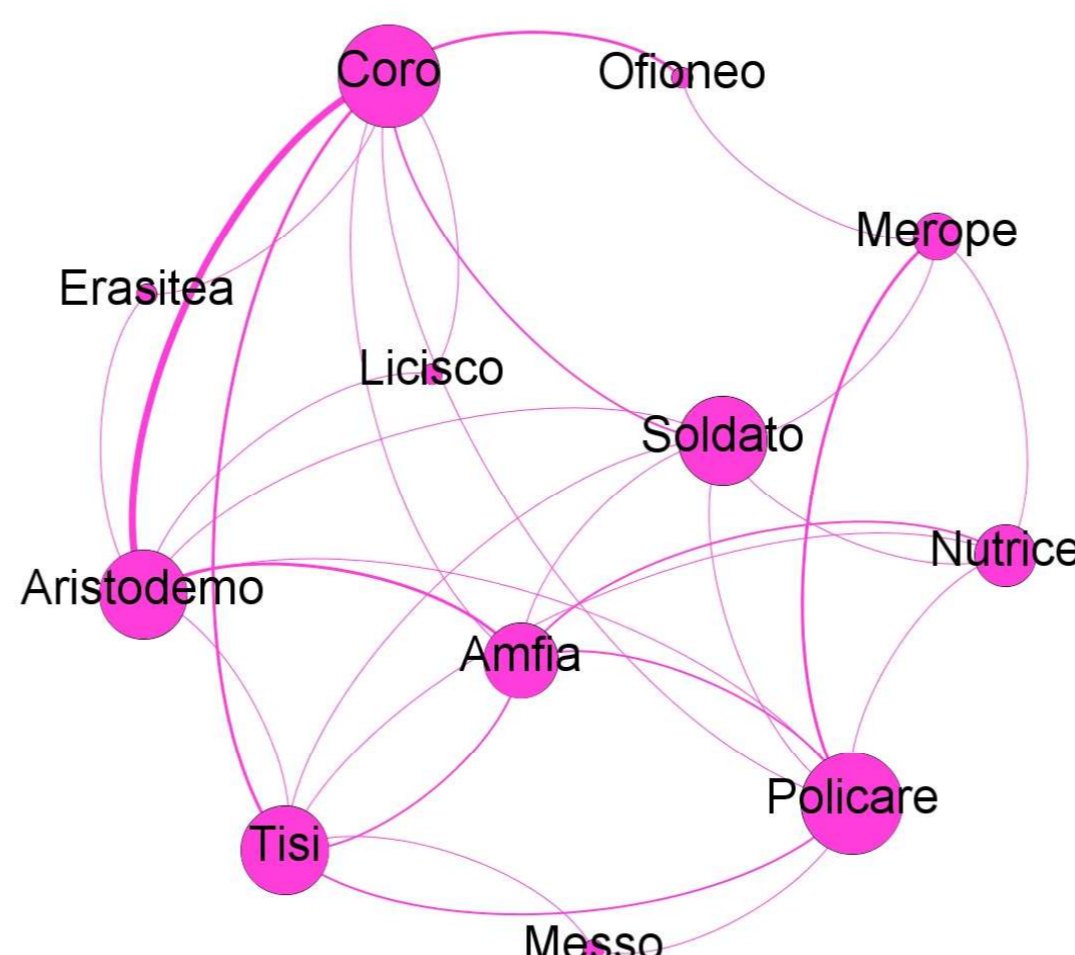 Coro
Ofioneo
Merope
Erasitea
Licisco
Soldato
Nutrice
Aristodemo
Amfia
Policare
Tisi
Messo